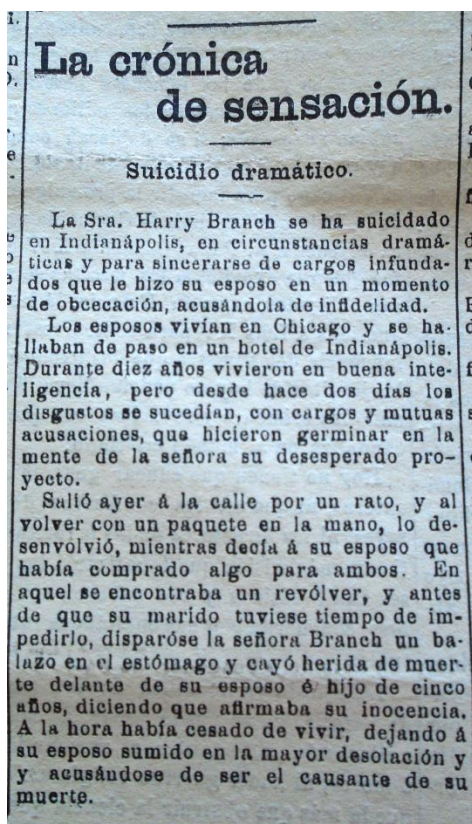 La crónica
de sensación.
Suicidio dramático.
La Sra. Harry Branch se ha suicidado
en Indianápolis, en circunstancias dramá-
ticas y para sincerarse de cargos infunda-
dos que le hizo su esposo en un momento
de obcecación, acusándola de infidelidad.
Los esposos vivían en Chicago y se ha-
llaban de paso en un hotel de Indianápolis.
Durante diez años vivieron en buena inte-
ligencia, pero desde hace dos días los
disgustos se sucedían, con cargos y mutuas
acusaciones, que hicieron germinar en la
mente de la señora su desesperado pro-
yecto.
Salió ayer á la calle por un rato, y al
volver con un paquete en la mano, lo de-
senvolvió, mientras decía á su esposo que
había comprado algo para ambos. En
aquel se encontraba un revólver, y antes
de que su marido tuviese tiempo de im-
pedirlo, disparóse la señora Branch un ba-
lazo en el estómago y cayó herida de muer-
te delante de su esposo é hijo de cinco
años, diciendo que afirmaba su inocencia.
A la hora había cesado de vivir, dejando á
su esposo sumido en la mayor desolación y
y acusándose de ser el causante de su
muerte.